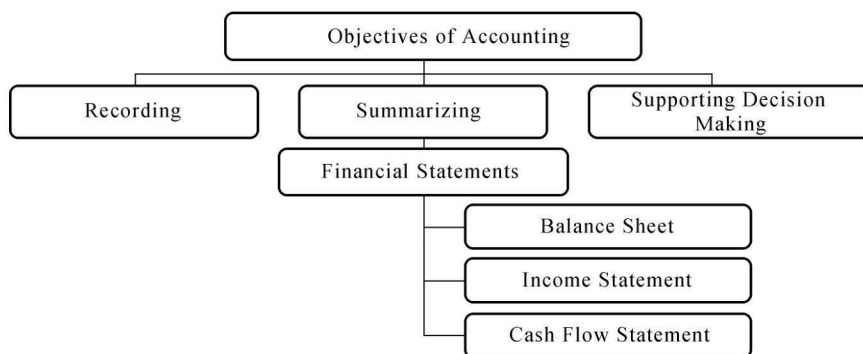 Objectives of Accounting
Recording
Summarizing
Supporting Decision
Making
Financial Statements
Balance Sheet
Income Statement
Cash Flow Statement